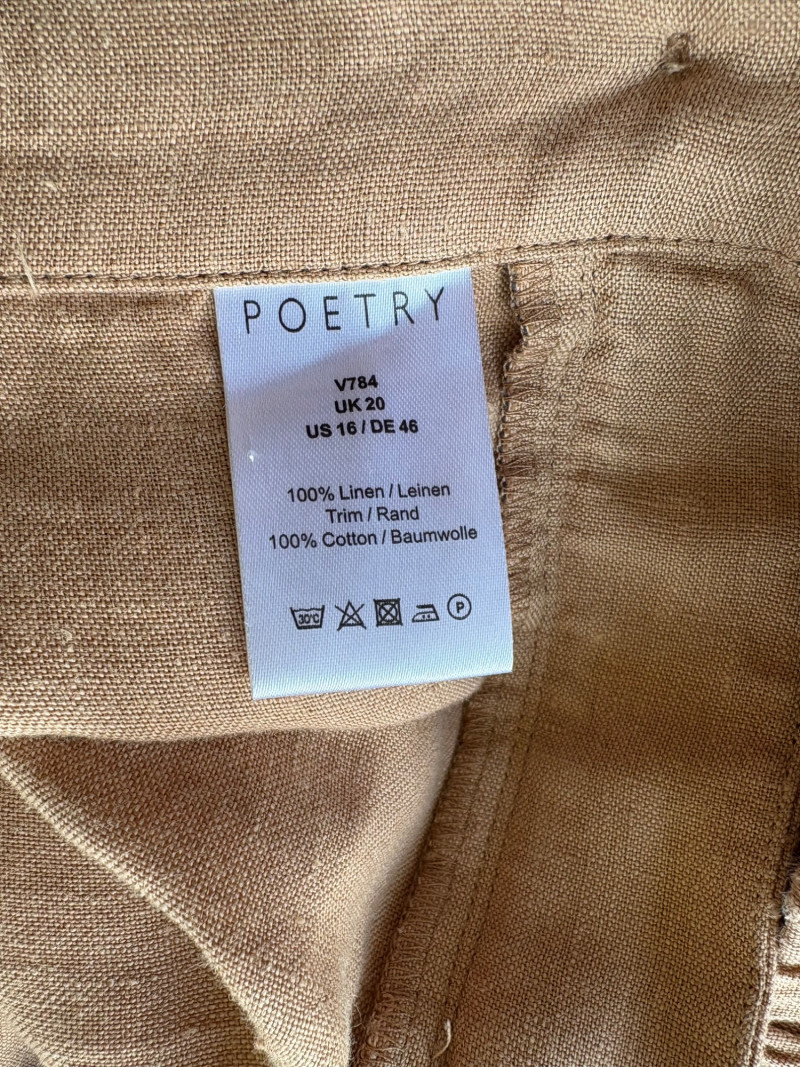 POETRY
V784
UK 20
US 16 / DE 46
100% Linen / Leinen
Trim / Rand
100% Cotton / Baumwolle
30°C
P